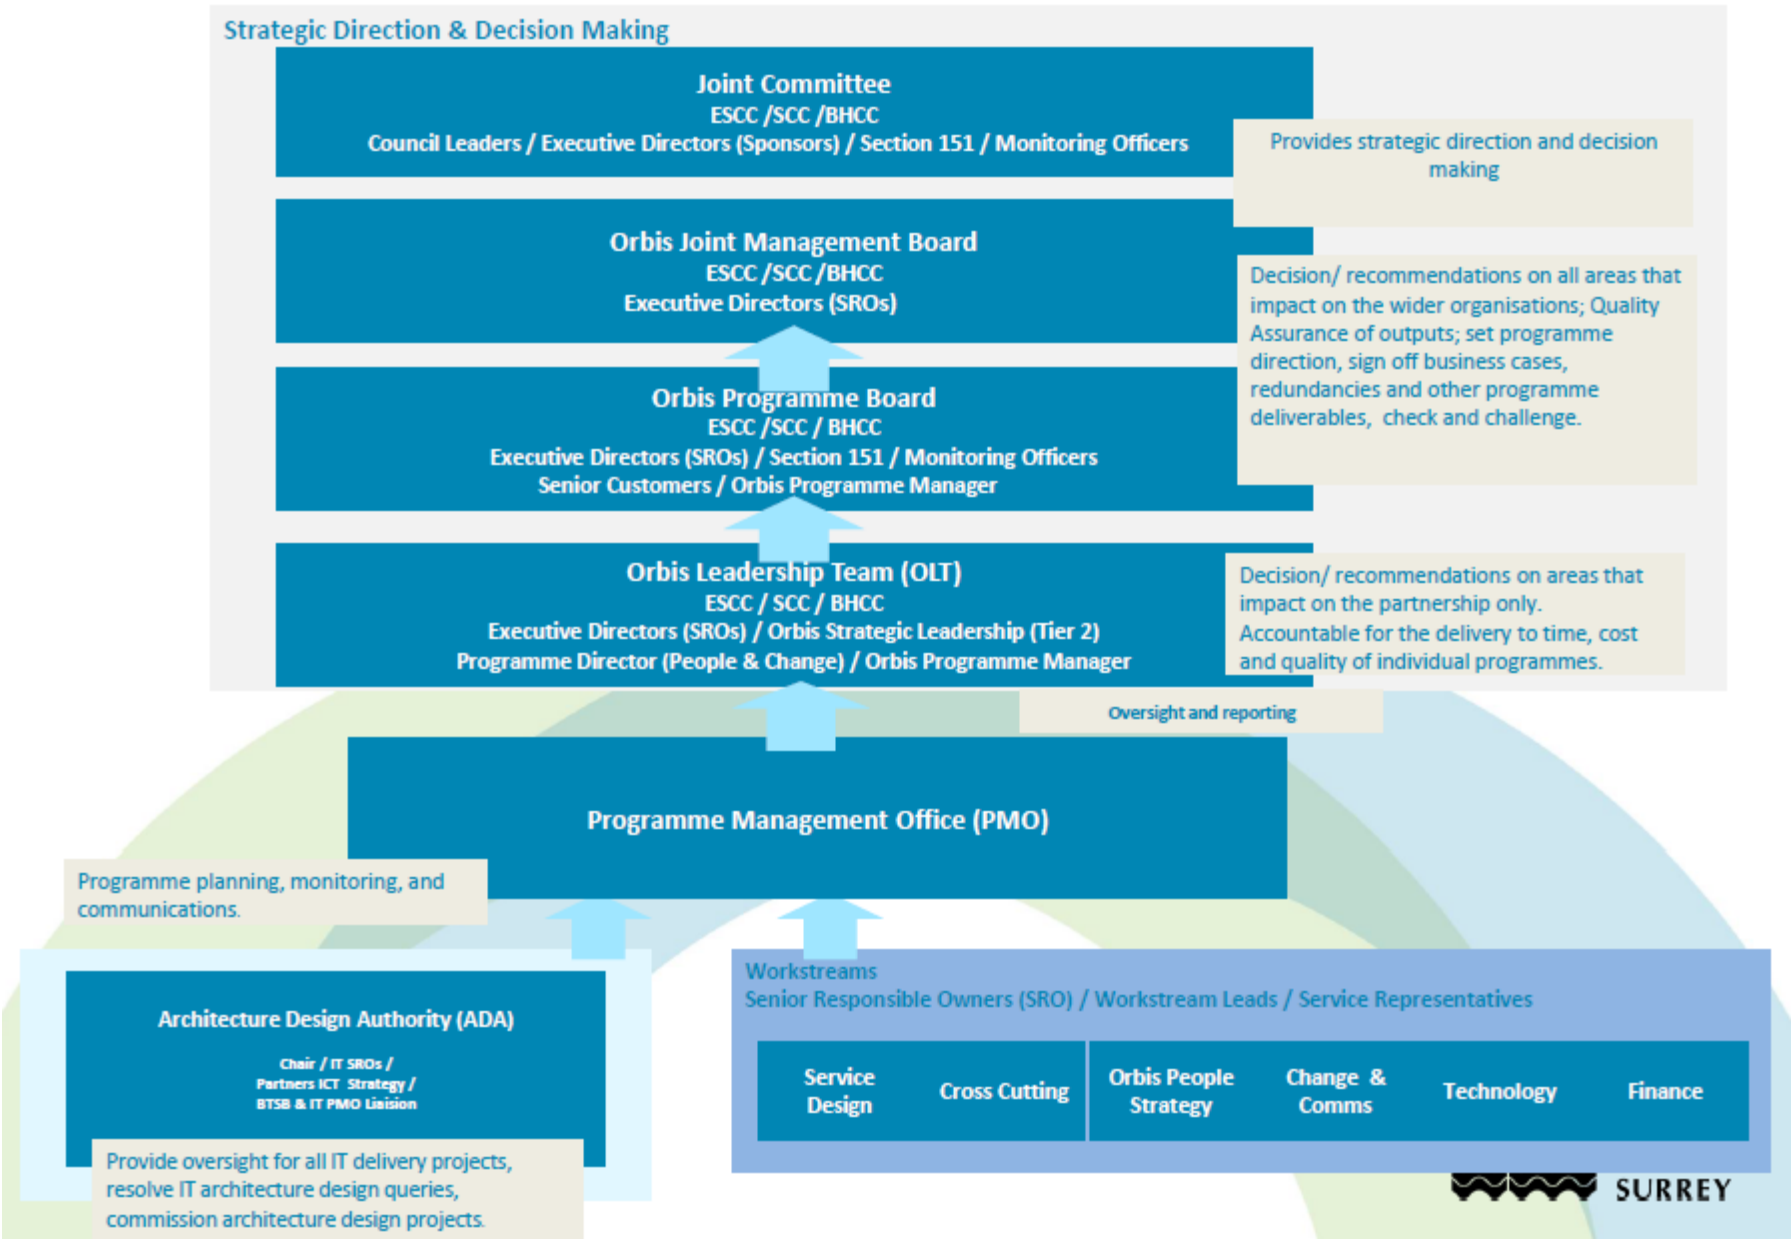 Strategic Direction & Decision Making
Joint Committee
ESCC /SCC /BHCC
Council Leaders / Executive Directors (Sponsors) / Section 151 / Monitoring Officers
Provides strategic direction and decision
making
Orbis Joint Management Board
ESCC /SCC /BHCC
Executive Directors (SROs)
Decision/ recommendations on all areas that
impact on the wider organisations; Quality
Assurance of outputs; set programme
direction, sign off business cases,
redundancies and other programme
deliverables, check and challenge.
Orbis Programme Board
ESCC /SCC / BHCC
Executive Directors (SROs) / Section 151 / Monitoring Officers
Senior Customers / Orbis Programme Manager
Orbis Leadership Team (OLT)
ESCC / SCC / BHCC
Executive Directors (SROs) / Orbis Strategic Leadership (Tier 2)
Programme Director (People & Change) / Orbis Programme Manager
Decision/ recommendations on areas that
impact on the partnership only.
Accountable for the delivery to time, cost
and quality of individual programmes.
Oversight and reporting
Programme Management Office (PMO)
Programme planning, monitoring, and
communications.
Architecture Design Authority (ADA)
Chair / IT SROs /
Partners ICT Strategy /
BTSB & IT PMO Liaision
Provide oversight for all IT delivery projects,
resolve IT architecture design queries,
commission architecture design projects.
Workstreams
Senior Responsible Owners (SRO) / Workstream Leads / Service Representatives
Service
Design
Cross Cutting
Orbis People
Strategy
Change &
Comms
Technology
Finance
SURREY